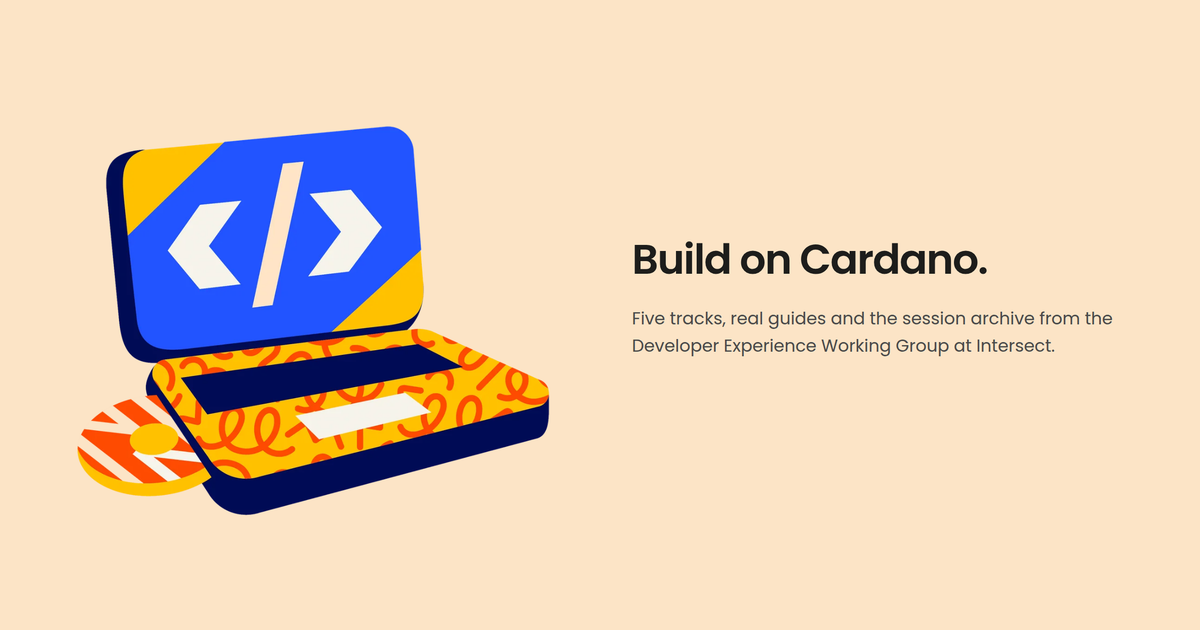 </>
Build on Cardano.
Five tracks, real guides and the session archive from the
Developer Experience Working Group at Intersect.